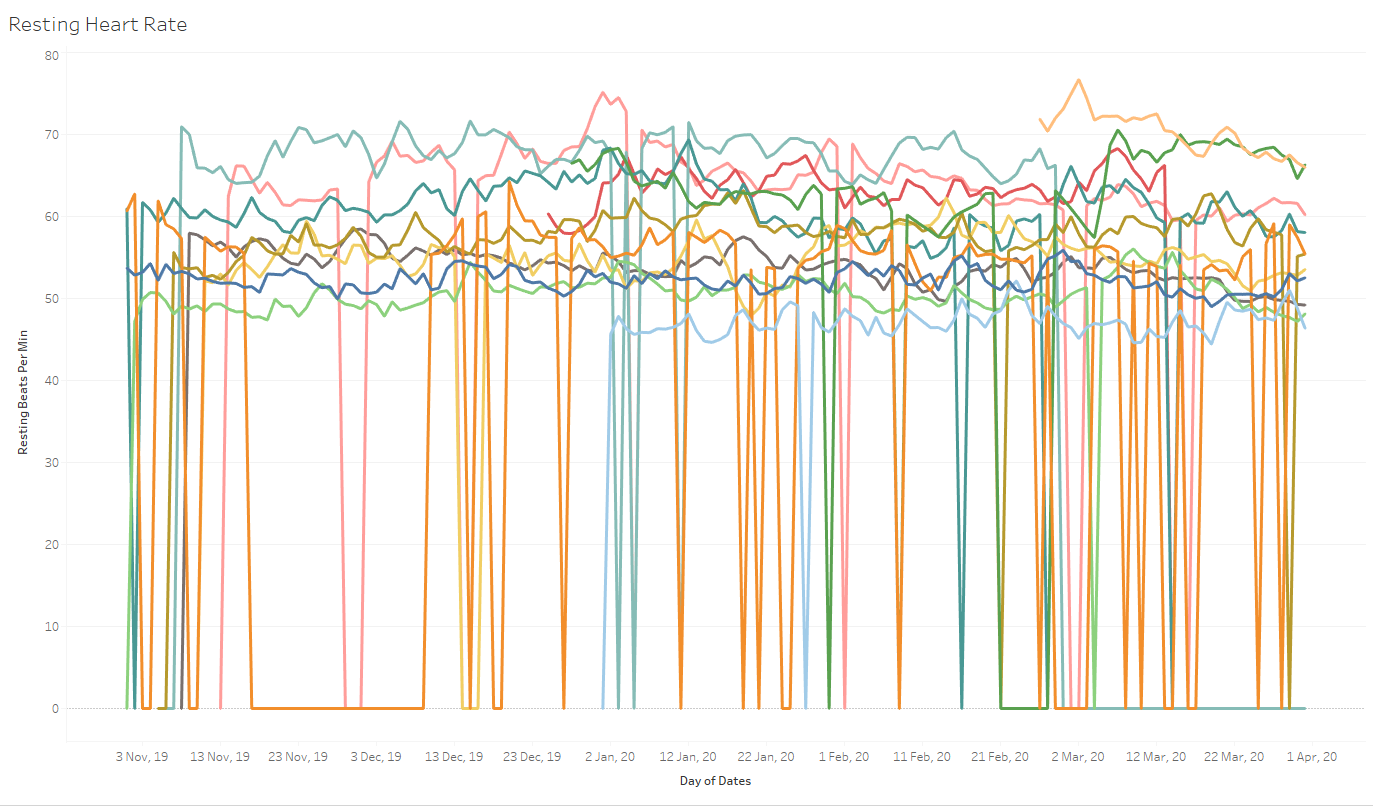 Resting Heart Rate
80
70
60
50
40
30
20
10
0
Resting Beats Per Min
3 Nov, 19
13 Nov, 19
23 Nov, 19
3 Dec, 19
13 Dec, 19
23 Dec, 19
2 Jan, 20
12 Jan, 20
22 Jan, 20
1 Feb, 20
11 Feb, 20
21 Feb, 20
2 Mar, 20
12 Mar, 20
22 Mar, 20
1 Apr, 20
Day of Dates